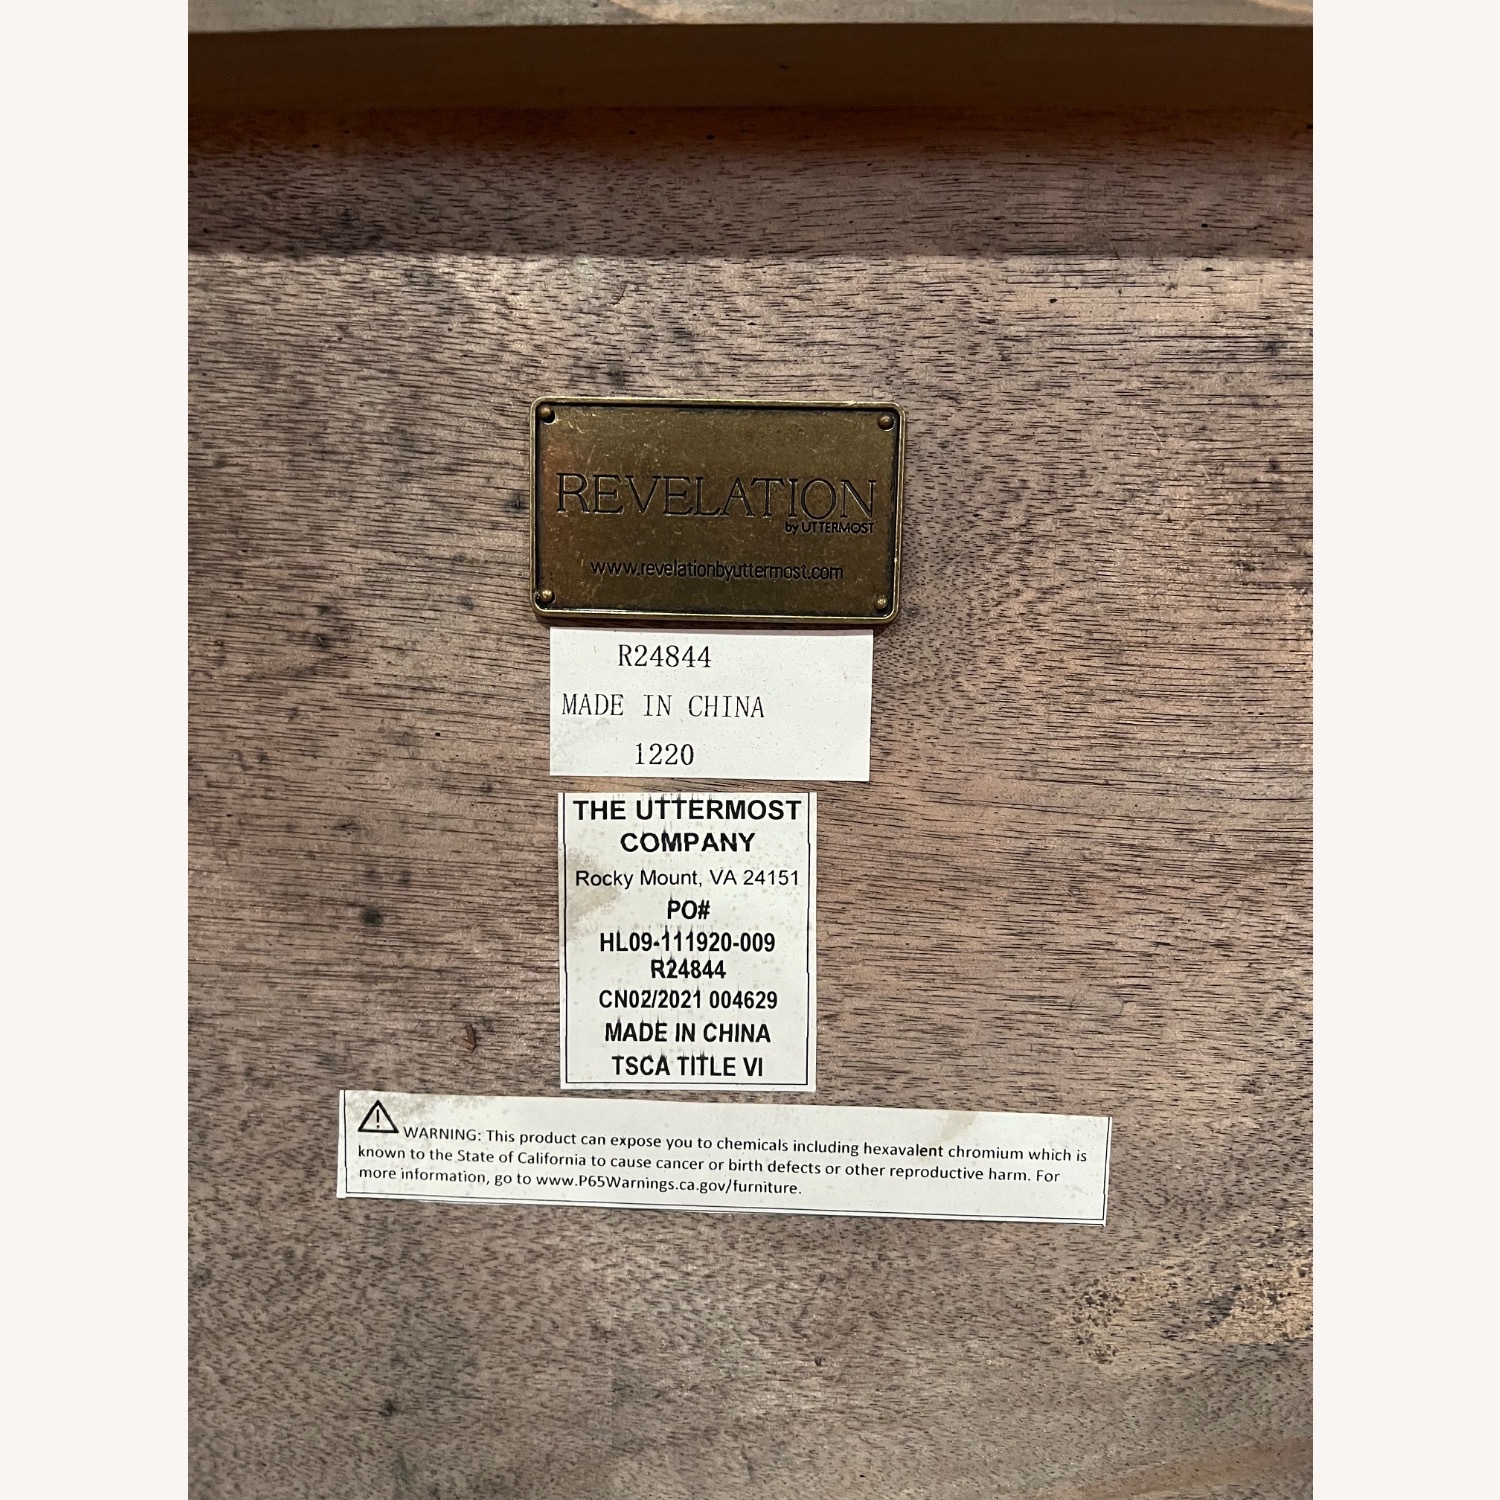 REVELATION
by UTTERMOST
www.revelationbyuttermost.com
R24844
MADE IN CHINA
1220
THE UTTERMOST
COMPANY
Rocky Mount, VA 24151
PO#
HL09-111920-009
R24844
CN02/2021 004629
MADE IN CHINA
TSCA TITLE VI
WARNING: This product can expose you to chemicals including hexavalent chromium which is
known to the State of California to cause cancer or birth defects or other reproductive harm. For
more information, go to www.P65Warnings.ca.gov/furniture.